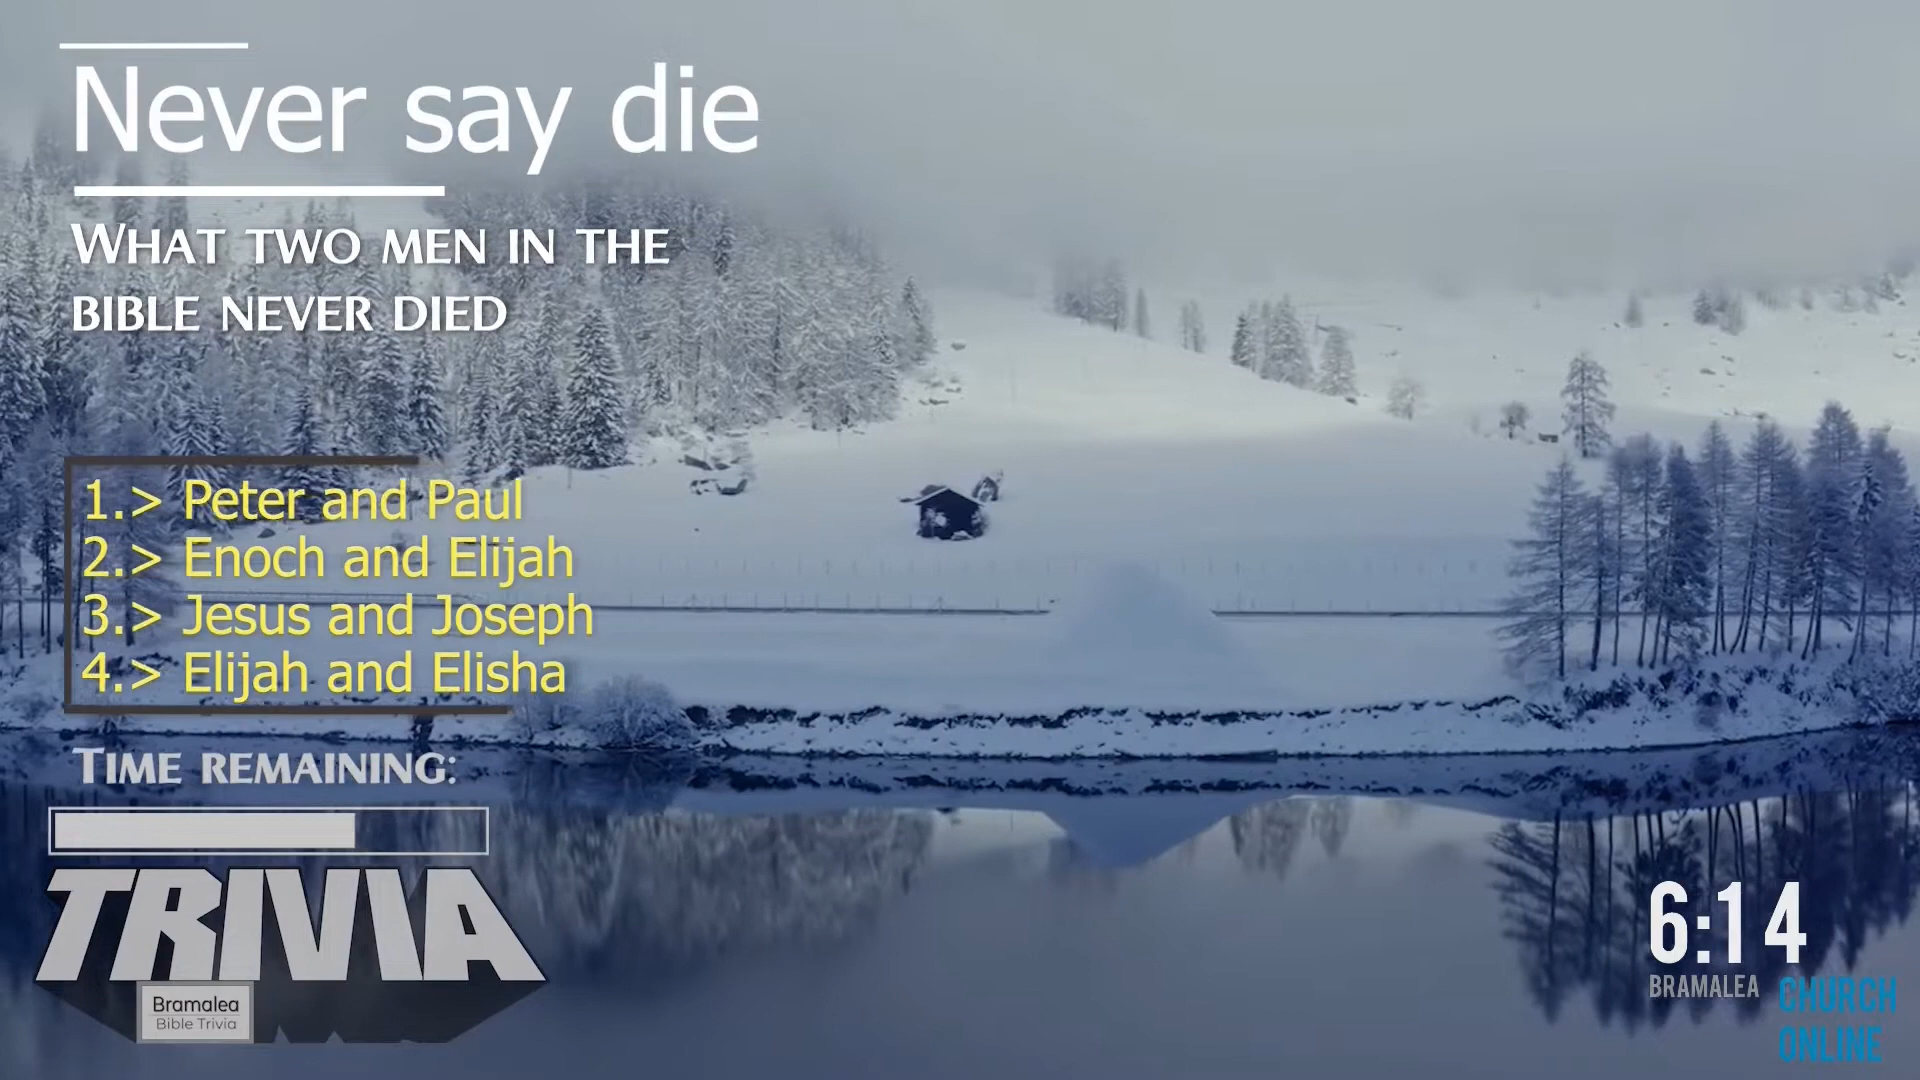 Never say die
What two men in the
bible never died
1.> Peter and Paul
2.> Enoch and Elijah
3.> Jesus and Joseph
4.> Elijah and Elisha
Time remaining:
TRIVIA
Bramalea
Bible Trivia
6:14
BRAMALEA CHURCH
ONLINE